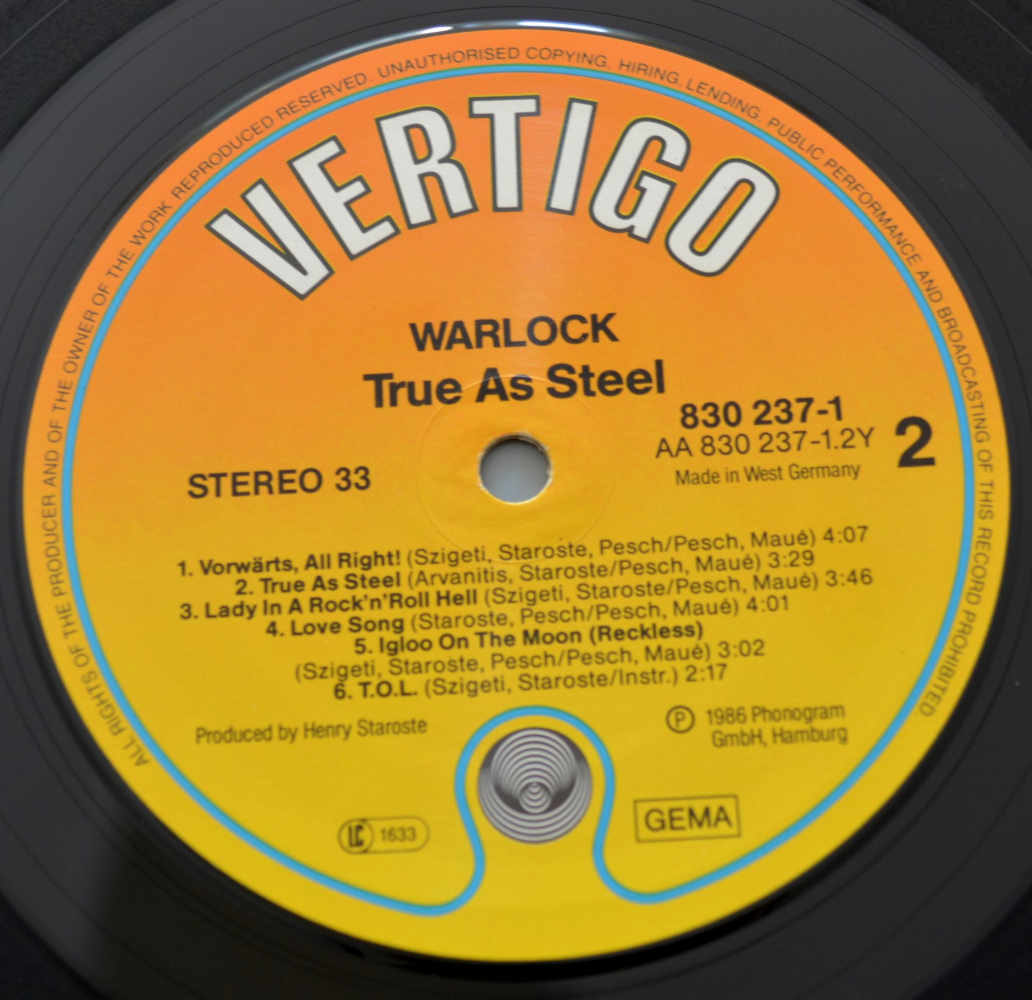 ALL RIGHTS OF THE PRODUCER AND OF THE OWNER OF THE WORK REPRODUCED RESERVED. UNAUTHORISED COPYING, HIRING, LENDING, PUBLIC PERFORMANCE AND BROADCASTING OF THIS RECORD PROHIBITED
VERTIGO
WARLOCK
True As Steel
830 237-1
AA 830 237-1.2Y
2
STEREO 33
Made in West Germany
1. Vorwärts, All Right! (Szigeti, Staroste, Pesch/Pesch, Maué) 4:07
2. True As Steel (Arvanitis, Staroste/Pesch, Maué) 3:29
3. Lady In A Rock'n'Roll Hell (Szigeti, Staroste/Pesch, Maué) 3:46
4. Love Song (Staroste, Pesch/Pesch, Maué) 4:01
5. Igloo On The Moon (Reckless)
(Szigeti, Staroste, Pesch/Pesch, Maué) 3:02
6. T.O.L. (Szigeti, Staroste/Instr.) 2:17
Produced by Henry Staroste
℗ 1986 Phonogram
GmbH, Hamburg
LC 1633
GEMA